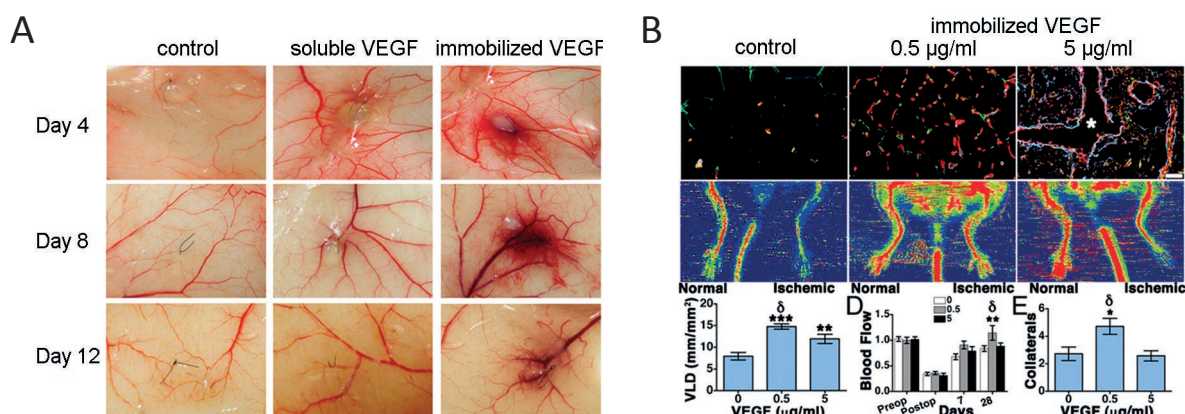 A
control soluble VEGF immobilized VEGF
Day 4
Day 8
Day 12
B
immobilized VEGF
control 0.5 µg/ml 5 µg/ml
*
Normal Ischemic Normal Ischemic Normal Ischemic
VLD (mm/mm²)
20
15
10
5
0
δ
***
**
0 0.5 5
VEGF (µg/ml)
D
Blood Flow
1.5
1.0
0.5
0.0
0
0.5
5
δ
**
Preop Postop 7 28
Days
E
Collaterals
6
4
2
0
δ
*
0 0.5 5
VEGF (µg/ml)